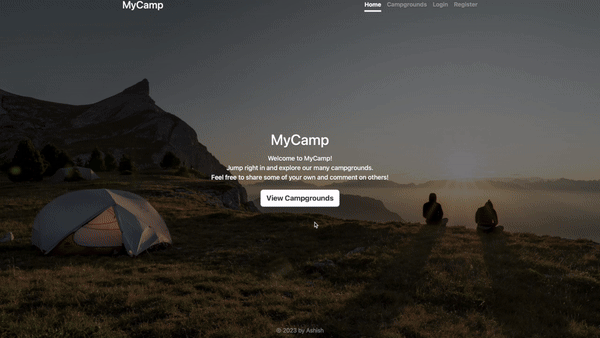 MyCamp
Home Campgrounds Login Register
MyCamp
Welcome to MyCamp!
Jump right in and explore our many campgrounds.
Feel free to share some of your own and comment on others!
View Campgrounds
© 2023 by Ashish